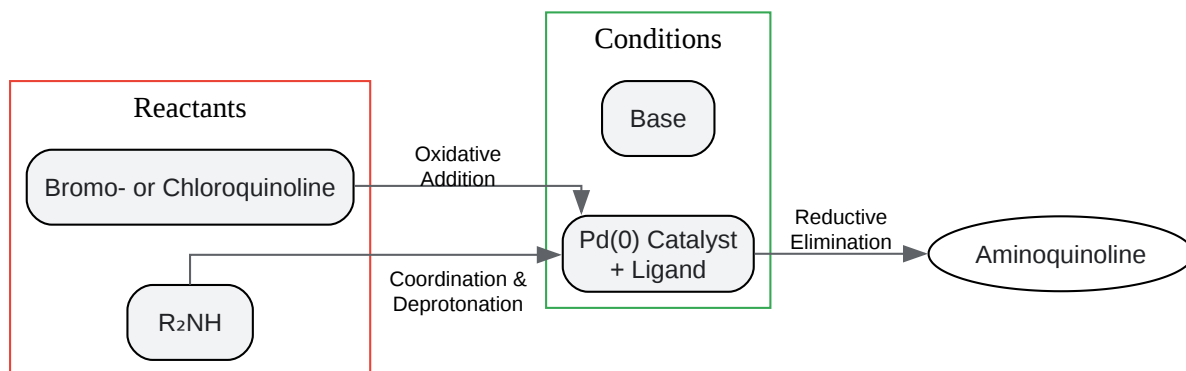 Conditions
Reactants
Base
Bromo- or Chloroquinoline
Oxidative
Addition
Pd(0) Catalyst
+ Ligand
Reductive
Elimination
Aminoquinoline
Coordination &
Deprotonation
R₂NH